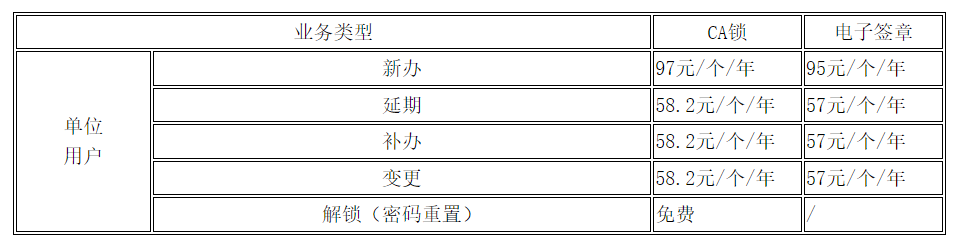 业务类型 CA锁 电子签章
单位
用户
新办 97元/个/年 95元/个/年
延期 58.2元/个/年 57元/个/年
补办 58.2元/个/年 57元/个/年
变更 58.2元/个/年 57元/个/年
解锁（密码重置） 免费 /